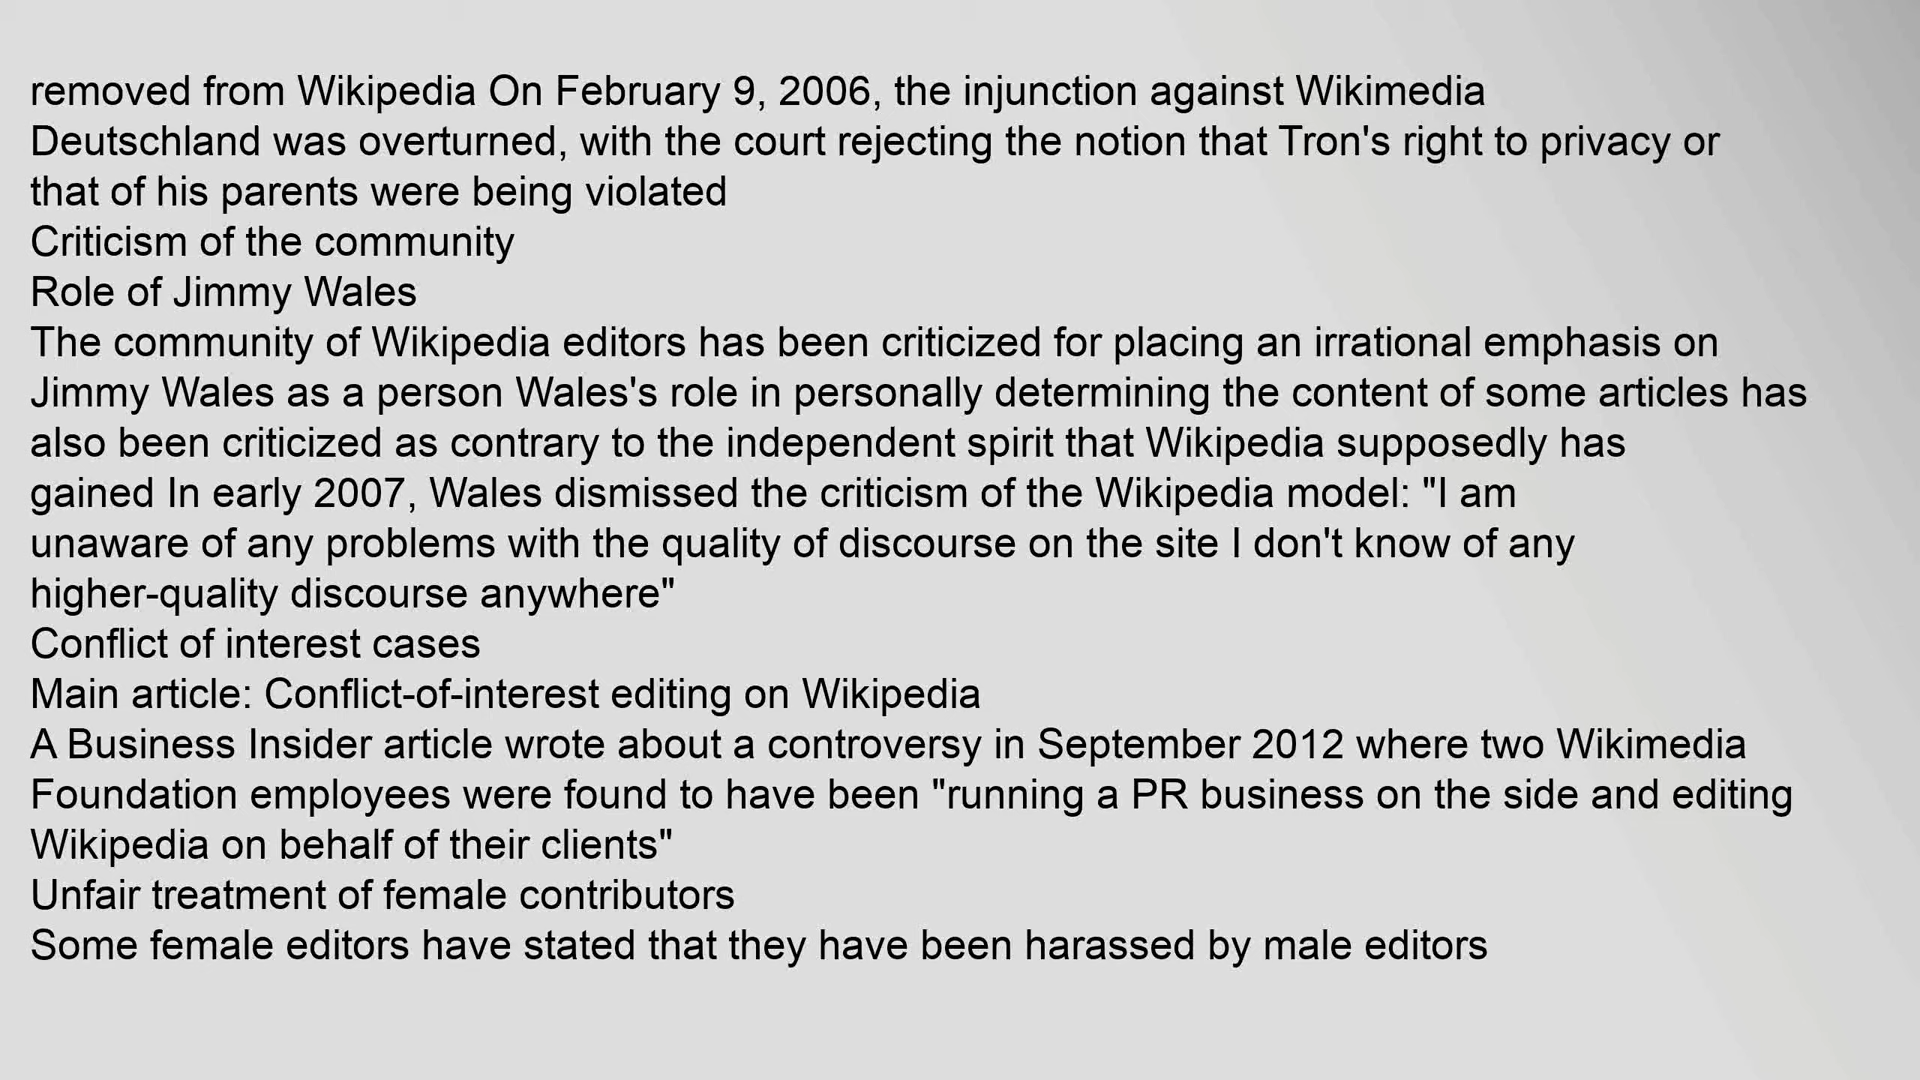 removed from Wikipedia On February 9, 2006, the injunction against Wikimedia
Deutschland was overturned, with the court rejecting the notion that Tron's right to privacy or
that of his parents were being violated
Criticism of the community
Role of Jimmy Wales
The community of Wikipedia editors has been criticized for placing an irrational emphasis on
Jimmy Wales as a person Wales's role in personally determining the content of some articles has
also been criticized as contrary to the independent spirit that Wikipedia supposedly has
gained In early 2007, Wales dismissed the criticism of the Wikipedia model: "I am
unaware of any problems with the quality of discourse on the site I don't know of any
higher-quality discourse anywhere"
Conflict of interest cases
Main article: Conflict-of-interest editing on Wikipedia
A Business Insider article wrote about a controversy in September 2012 where two Wikimedia
Foundation employees were found to have been "running a PR business on the side and editing
Wikipedia on behalf of their clients"
Unfair treatment of female contributors
Some female editors have stated that they have been harassed by male editors